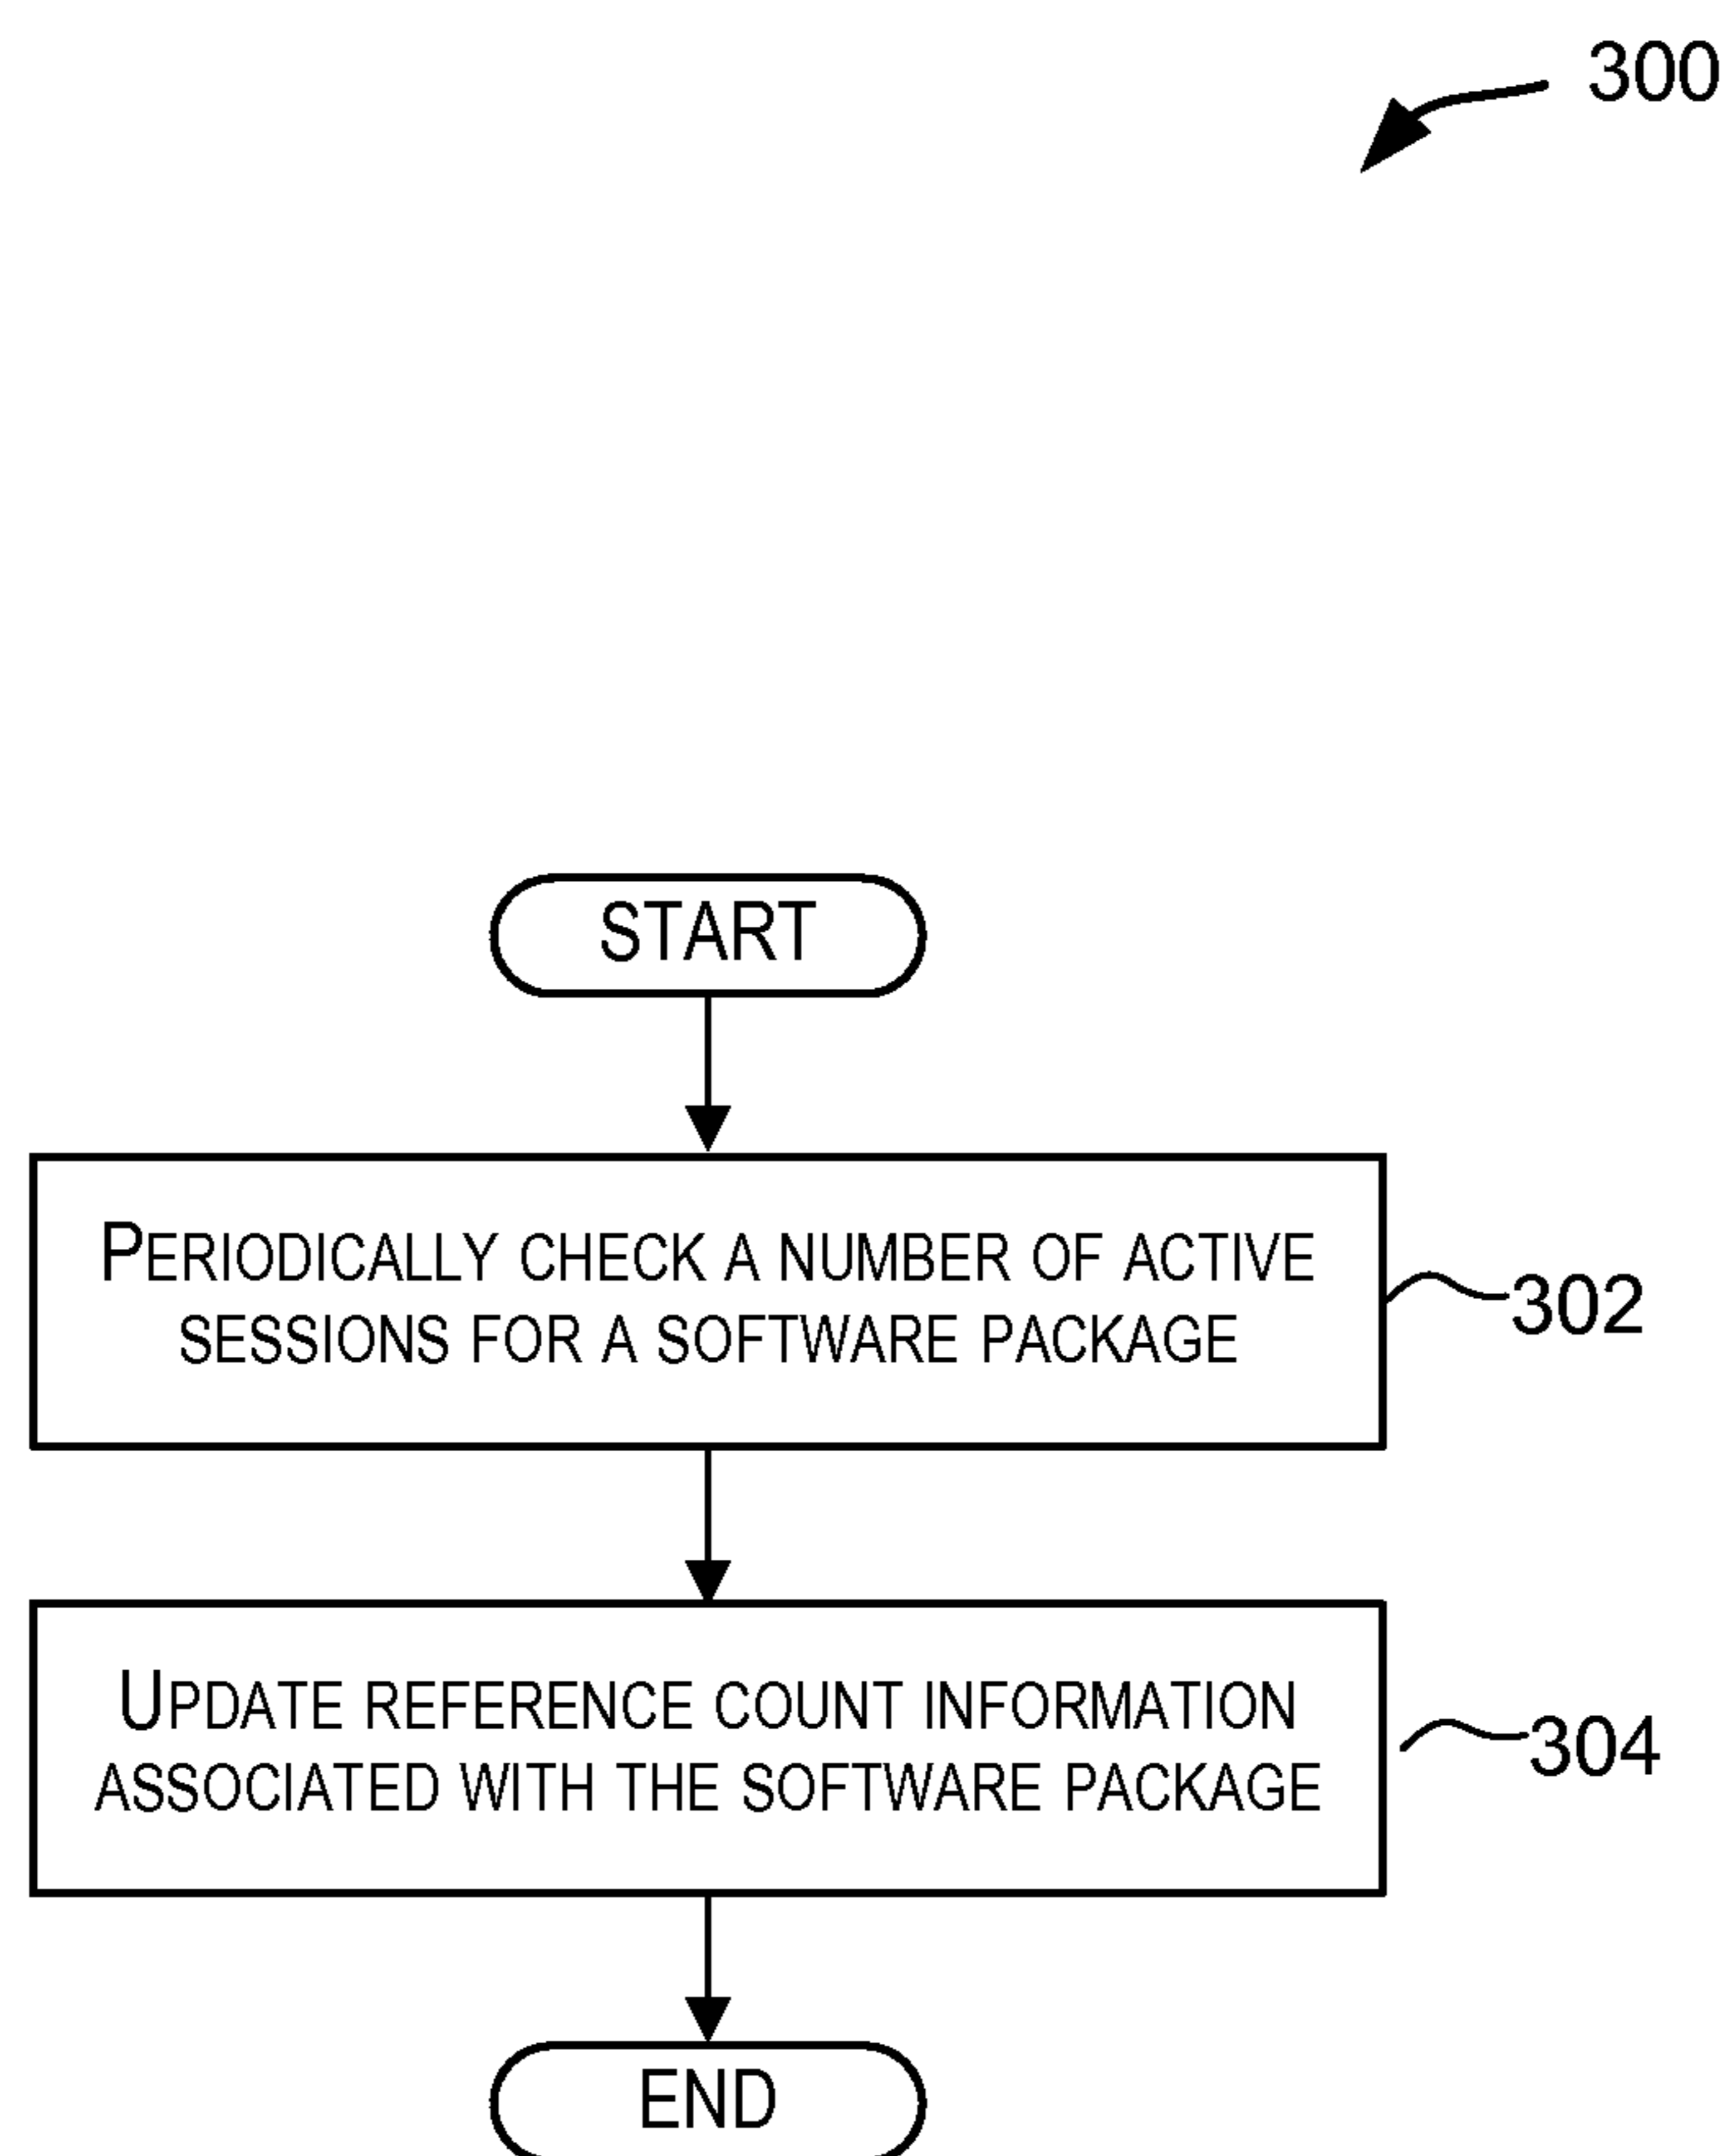 300
START
PERIODICALLY CHECK A NUMBER OF ACTIVE
SESSIONS FOR A SOFTWARE PACKAGE
302
UPDATE REFERENCE COUNT INFORMATION
ASSOCIATED WITH THE SOFTWARE PACKAGE
304
END